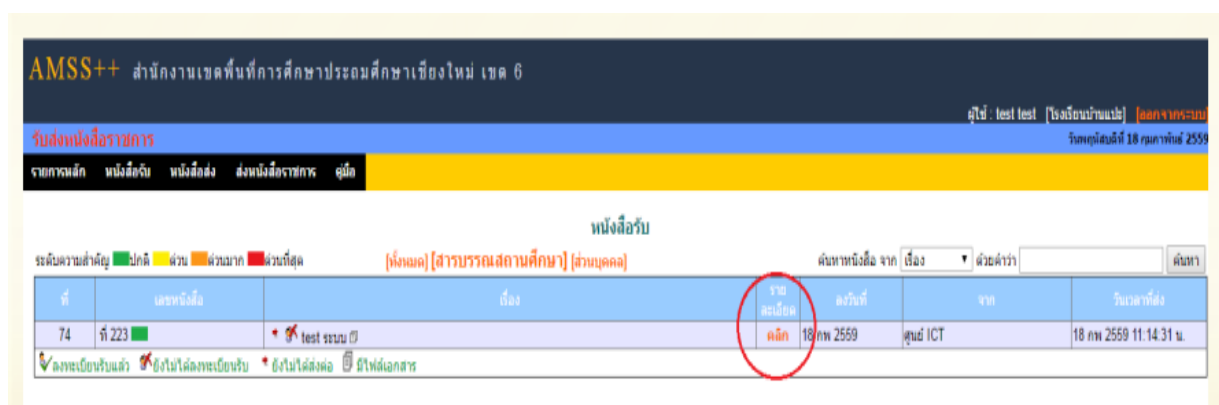 AMSS++ สำนักงานเขตพื้นที่การศึกษาประถมศึกษาเชียงใหม่ เขต 6
ผู้ใช้ : test test [โรงเรียนบ้านแปะ] [ออกจากระบบ]
รับส่งหนังสือราชการ
วันพฤหัสบดีที่ 18 กุมภาพันธ์ 2559
รายการหลัก หนังสือรับ หนังสือส่ง ส่งหนังสือราชการ คู่มือ
หนังสือรับ
ระดับความสำคัญ ปกติ ด่วน ด่วนมาก ด่วนที่สุด [ทั้งหมด] [สารบรรณสถานศึกษา] [ส่วนบุคคล] ค้นหาหนังสือ จาก เรื่อง ด้วยคำว่า ค้นหา
ที่ เลขหนังสือ เรื่อง รายละเอียด ลงวันที่ จาก วันเวลาที่ส่ง
74 ที่ 223 * test ระบบ คลิก 18 กพ 2559 ศูนย์ ICT 18 กพ 2559 11:14:31 น.
ลงทะเบียนรับแล้ว ยังไม่ได้ลงทะเบียนรับ * ยังไม่ได้ส่งต่อ มีไฟล์เอกสาร